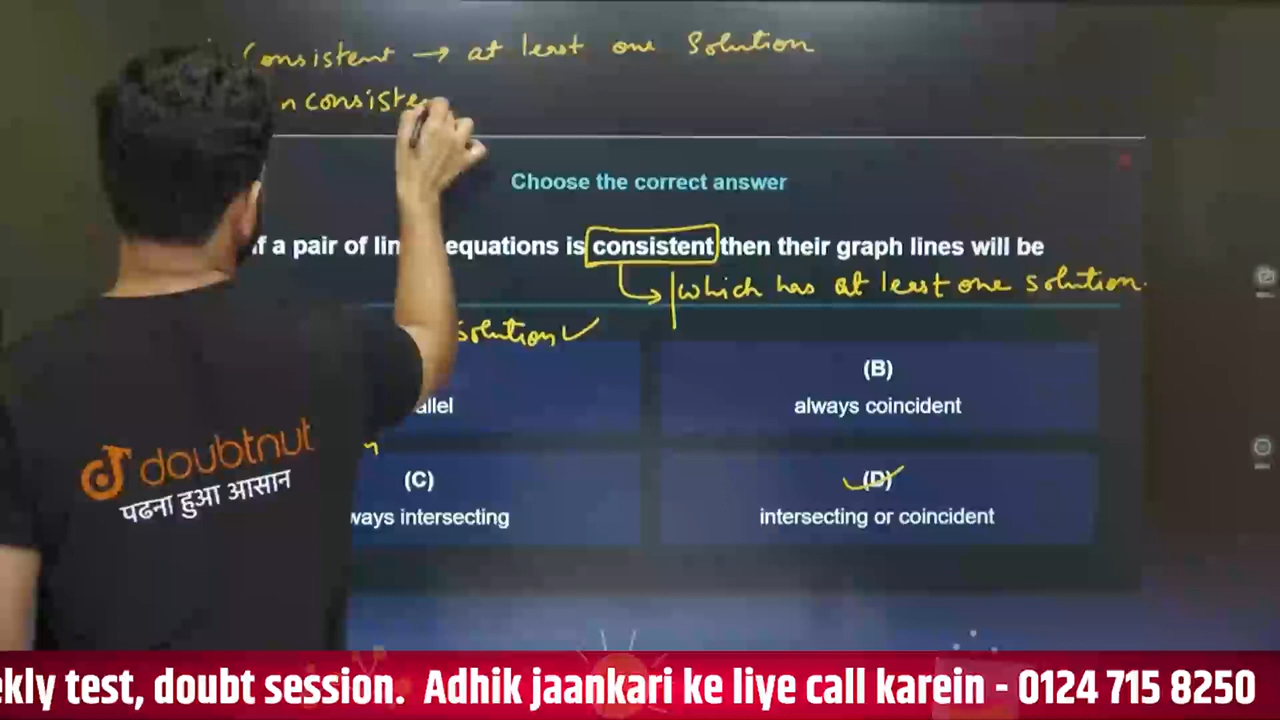 Consistent → at least one Solution
nconsiste
Choose the correct answer
f a pair of lin equations is consistent then their graph lines will be
which has at least one solution.
solution ✓
allel
(B)
always coincident
(C)
ways intersecting
(D)
intersecting or coincident
doubtnut
पढना हुआ आसान
ekly test, doubt session. Adhik jaankari ke liye call karein - 0124 715 8250